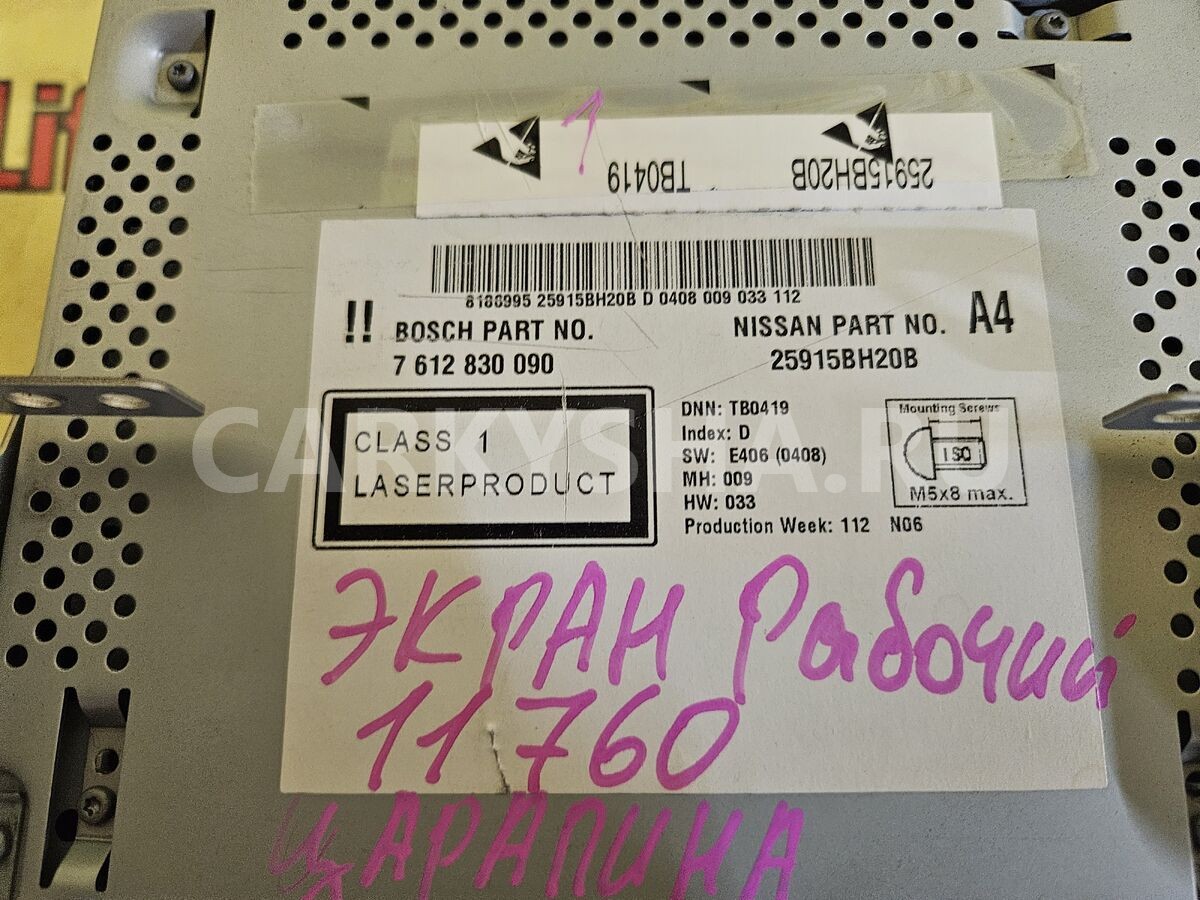 1
TB0419 25915BH20B
8188995 25915BH20B D 0408 009 033 112
!! BOSCH PART NO. NISSAN PART NO. A4
7 612 830 090 25915BH20B
CLASS 1
LASERPRODUCT
DNN: TB0419
Index: D
SW: E406 (0408)
MH: 009
HW: 033
Production Week: 112 N06
Mounting Screws
ISO
M5x8 max.
CARKYSHA.RU
ЭКРАН Рабочий
11760
ЦАРАПИНА